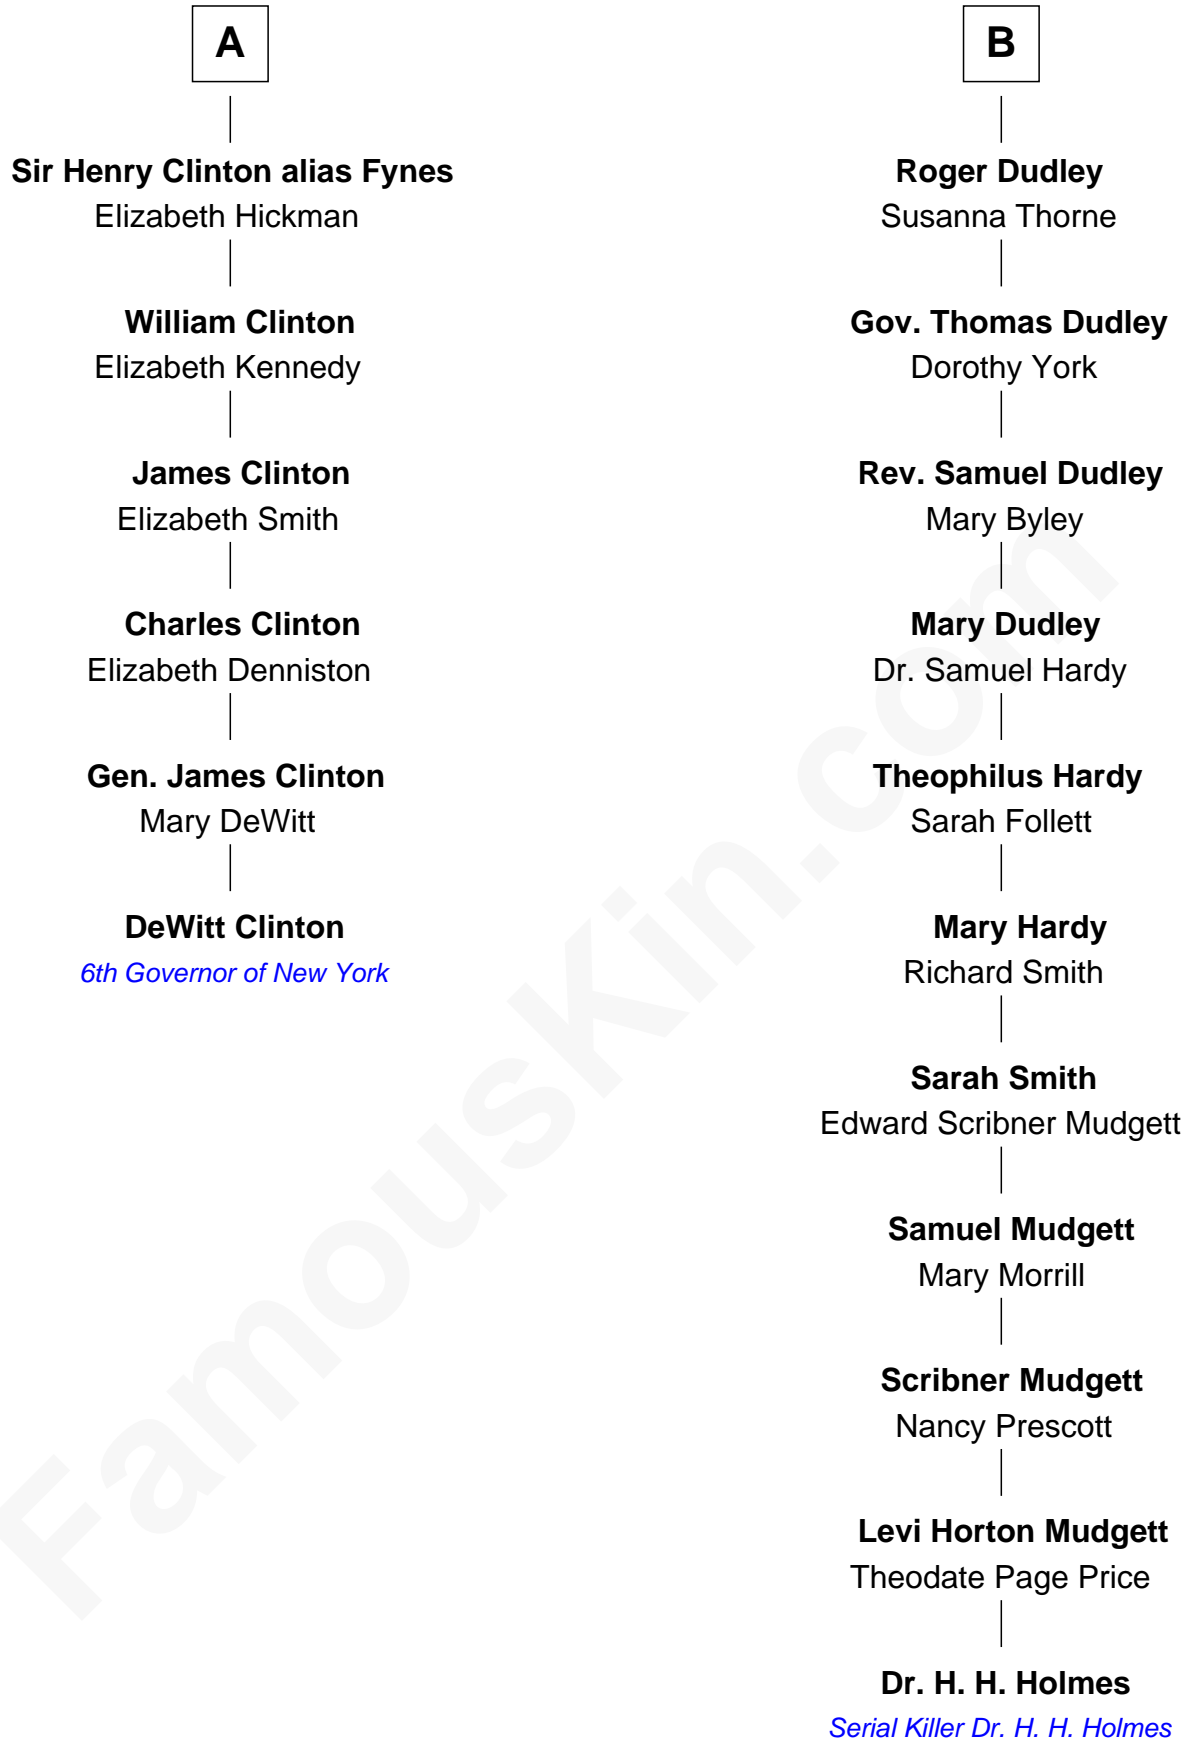 A
Sir Henry Clinton alias Fynes
Elizabeth Hickman
William Clinton
Elizabeth Kennedy
James Clinton
Elizabeth Smith
Charles Clinton
Elizabeth Denniston
Gen. James Clinton
Mary DeWitt
DeWitt Clinton
6th Governor of New York
B
Roger Dudley
Susanna Thorne
Gov. Thomas Dudley
Dorothy York
Rev. Samuel Dudley
Mary Byley
Mary Dudley
Dr. Samuel Hardy
Theophilus Hardy
Sarah Follett
Mary Hardy
Richard Smith
Sarah Smith
Edward Scribner Mudgett
Samuel Mudgett
Mary Morrill
Scribner Mudgett
Nancy Prescott
Levi Horton Mudgett
Theodate Page Price
Dr. H. H. Holmes
Serial Killer Dr. H. H. Holmes
FamousKin.com